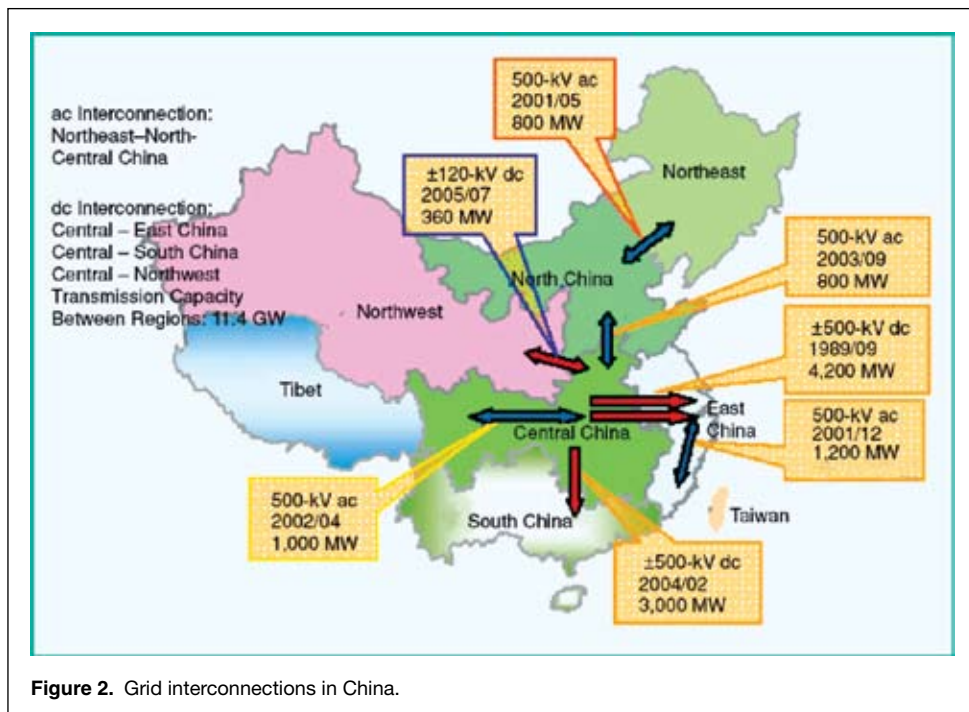 ac Interconnection:
Northeast–North-
Central China
dc Interconnection:
Central – East China
Central – South China
Central – Northwest
Transmission Capacity
Between Regions: 11.4 GW
500-kV ac
2001/05
800 MW
±120-kV dc
2005/07
360 MW
Northeast
500-kV ac
2003/09
800 MW
North China
Northwest
±500-kV dc
1989/09
4,200 MW
Tibet
East
China
Central China
500-kV ac
2001/12
1,200 MW
500-kV ac
2002/04
1,000 MW
South China
Taiwan
±500-kV dc
2004/02
3,000 MW
Figure 2. Grid interconnections in China.